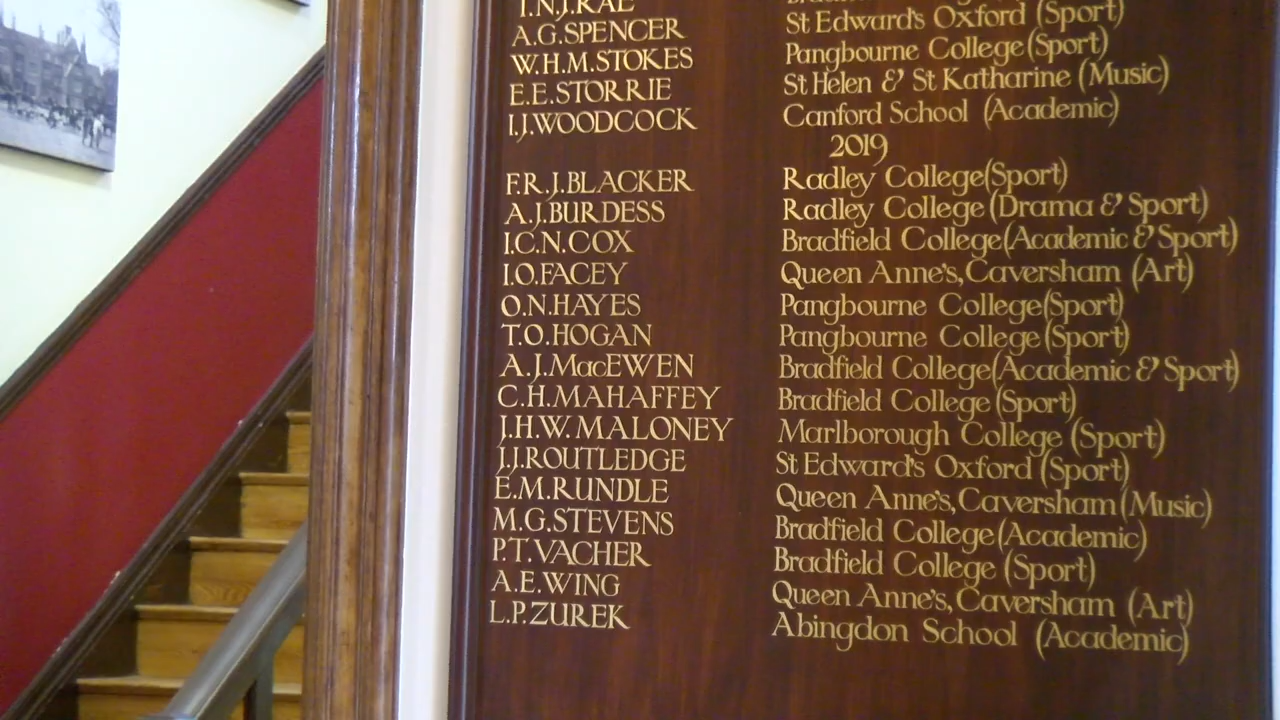 I.N.J.RAE
A.G.SPENCER St Edward's Oxford (Sport)
W.H.M.STOKES Pangbourne College (Sport)
E.E.STORRIE St Helen & St Katharine (Music)
I.J.WOODCOCK Canford School (Academic)
2019
F.R.J.BLACKER Radley College (Sport)
A.J.BURDESS Radley College (Drama & Sport)
I.C.N.COX Bradfield College (Academic & Sport)
I.O.FACEY Queen Anne's, Caversham (Art)
O.N.HAYES Pangbourne College (Sport)
T.O.HOGAN Pangbourne College (Sport)
A.J.MacEWEN Bradfield College (Academic & Sport)
C.H.MAHAFFEY Bradfield College (Sport)
J.H.W.MALONEY Marlborough College (Sport)
J.J.ROUTLEDGE St Edward's Oxford (Sport)
E.M.RUNDLE Queen Anne's, Caversham (Music)
M.G.STEVENS Bradfield College (Academic)
P.T.VACHER Bradfield College (Sport)
A.E.WING Queen Anne's, Caversham (Art)
L.P.ZUREK Abingdon School (Academic)